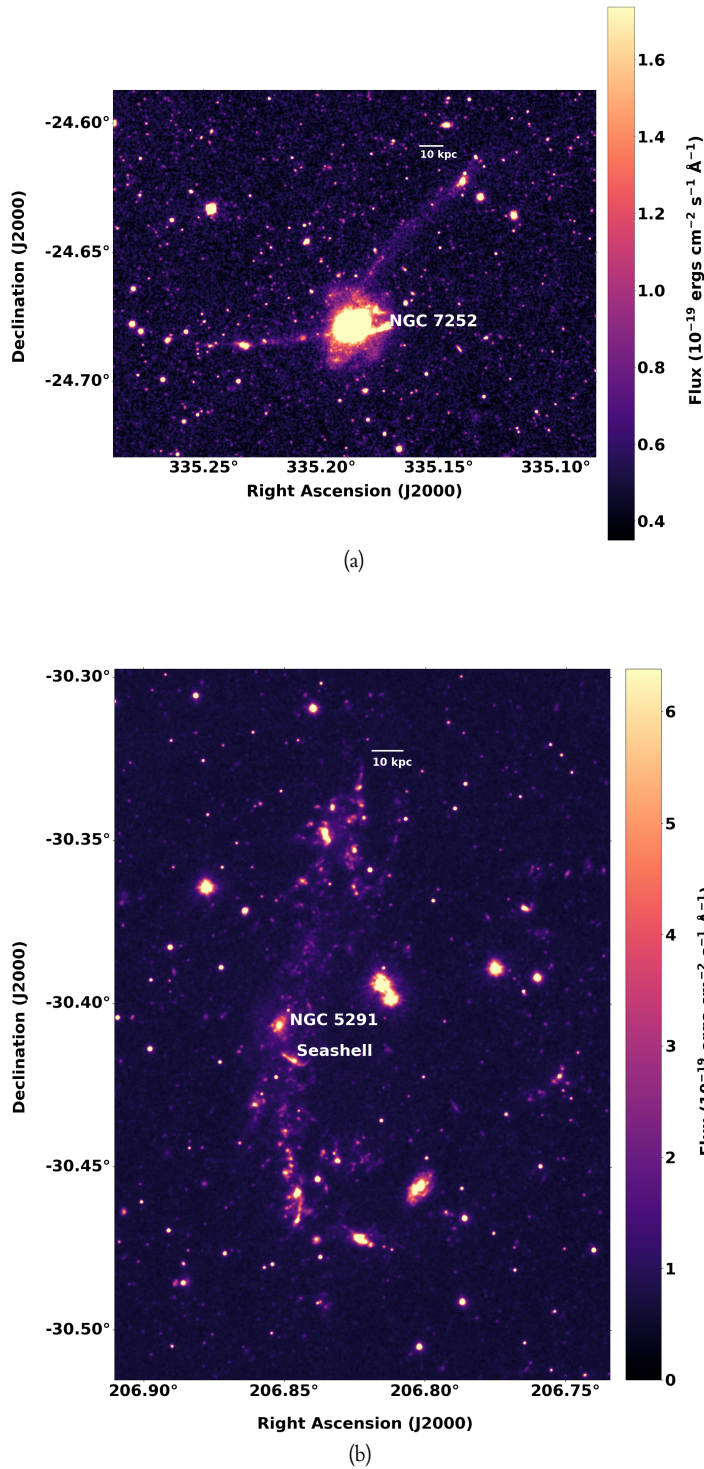 -24.60°
-24.65°
-24.70°
Declination (J2000)
10 kpc
NGC 7252
335.25°
335.20°
335.15°
335.10°
Right Ascension (J2000)
1.6
1.4
1.2
1.0
0.8
0.6
0.4
Flux (10⁻¹⁹ ergs cm⁻² s⁻¹ Å⁻¹)
(a)
-30.30°
-30.35°
-30.40°
-30.45°
-30.50°
Declination (J2000)
10 kpc
NGC 5291
Seashell
206.90°
206.85°
206.80°
206.75°
Right Ascension (J2000)
6
5
4
3
2
1
0
(b)